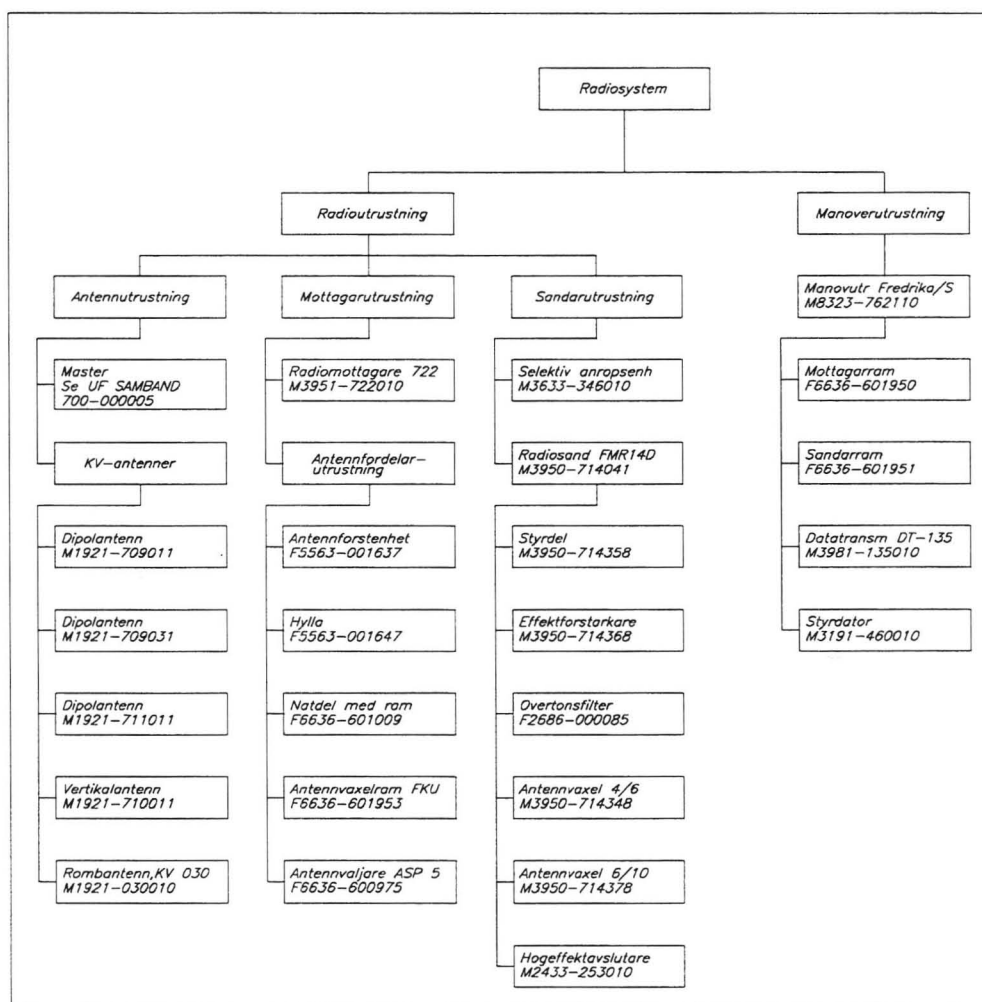 Radiosystem
Radioutrustning
Manoverutrustning
Antennutrustning
Mottagarutrustning
Sandarutrustning
Manovutr Fredrika/S
M8323-762110
Master
Se UF SAMBAND
700-000005
KV-antenner
Dipolantenn
M1921-709011
Dipolantenn
M1921-709031
Dipolantenn
M1921-711011
Vertikalantenn
M1921-710011
Rombantenn,KV 030
M1921-030010
Radiomottagare 722
M3951-722010
Antennfordelar-
utrustning
Antennforstenhet
F5563-001637
Hylla
F5563-001647
Natdel med ram
F6636-601009
Antennvaxelram FKU
F6636-601953
Antennvaljare ASP 5
F6636-600975
Selektiv anropsenh
M3633-346010
Radiosand FMR14D
M3950-714041
Styrdel
M3950-714358
Effektforstarkare
M3950-714368
Overtonsfilter
F2686-000085
Antennvaxel 4/6
M3950-714348
Antennvaxel 6/10
M3950-714378
Hogeffektavslutare
M2433-253010
Mottagarram
F6636-601950
Sandarram
F6636-601951
Datatransm DT-135
M3981-135010
Styrdator
M3191-460010